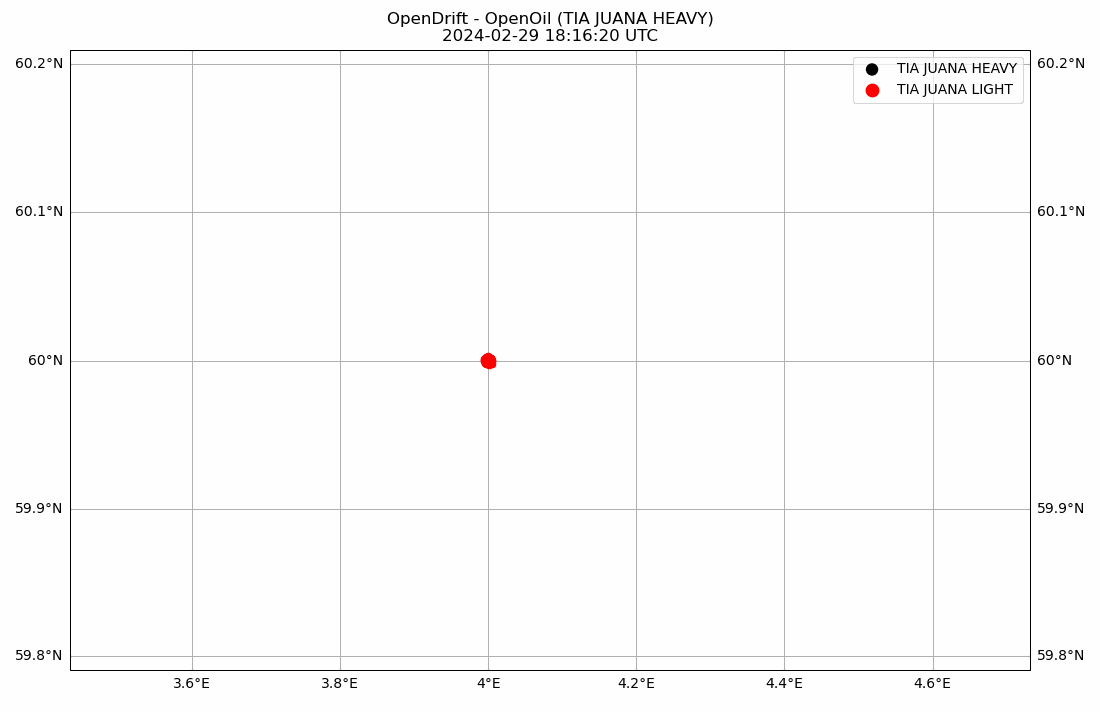 OpenDrift - OpenOil (TIA JUANA HEAVY)
2024-02-29 18:16:20 UTC
TIA JUANA HEAVY
TIA JUANA LIGHT
60.2°N 60.2°N
60.1°N 60.1°N
60°N 60°N
59.9°N 59.9°N
59.8°N 59.8°N
3.6°E 3.8°E 4°E 4.2°E 4.4°E 4.6°E